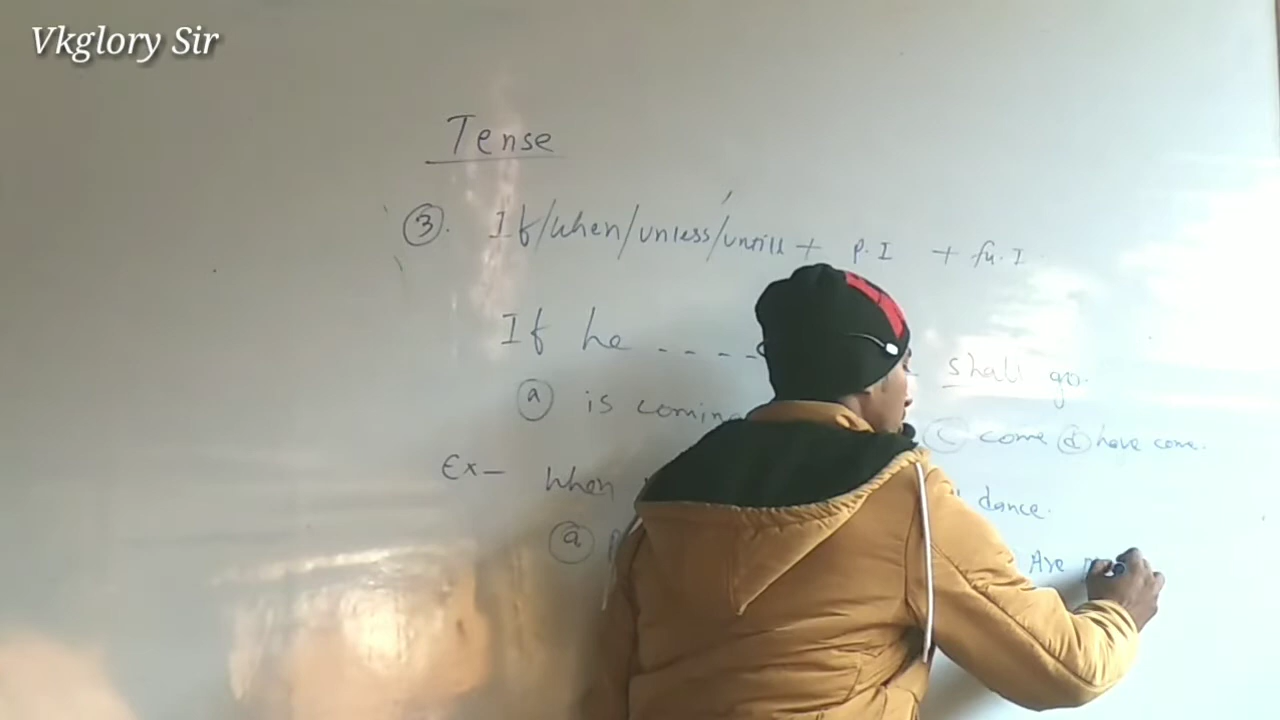 Vkglory Sir
Tense
3. If/When/unless/untill + P.I + fu.I
If he ---- shall go.
a is coming c come d have come.
Ex- When dance.
a Are